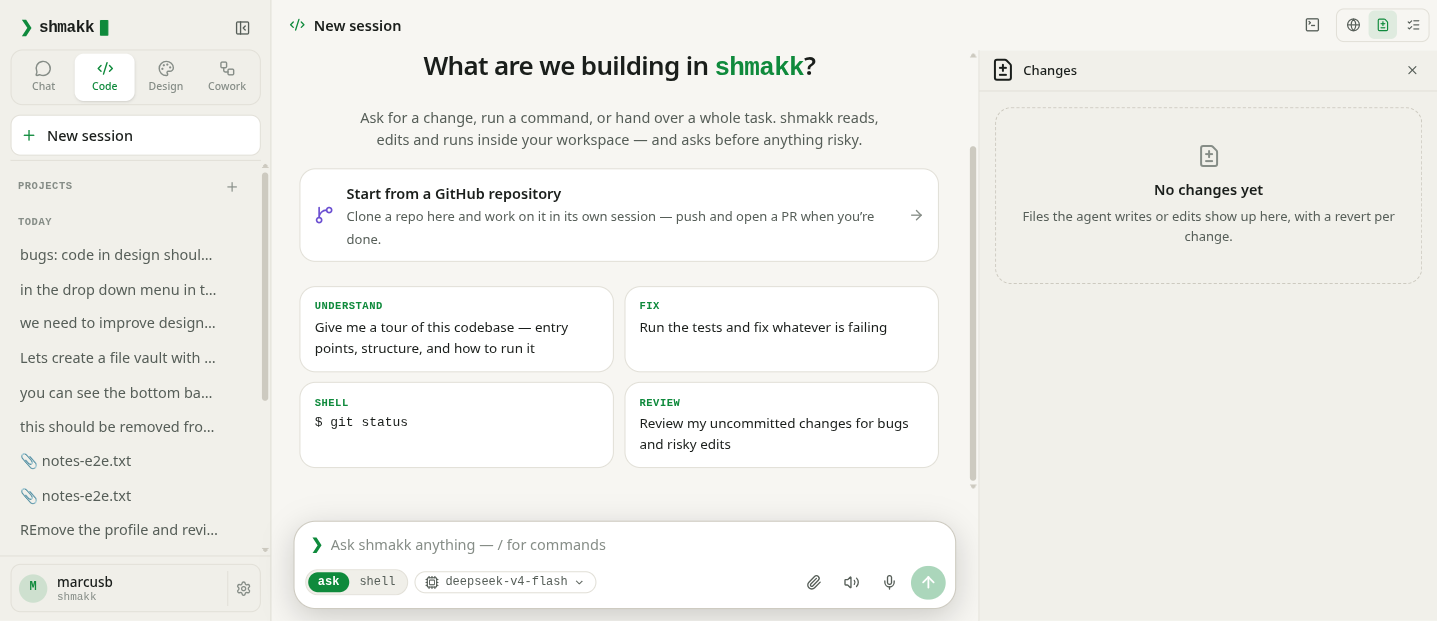 ❯ shmakk
Chat
Code
Design
Cowork
New session
PROJECTS
TODAY
bugs: code in design shoul...
in the drop down menu in t...
we need to improve design...
Lets create a file vault with ...
you can see the bottom ba...
this should be removed fro...
notes-e2e.txt
notes-e2e.txt
REmove the profile and revi...
M
marcusb
shmakk
New session
What are we building in shmakk?
Ask for a change, run a command, or hand over a whole task. shmakk reads,
edits and runs inside your workspace — and asks before anything risky.
Start from a GitHub repository
Clone a repo here and work on it in its own session — push and open a PR when you're
done.
UNDERSTAND
Give me a tour of this codebase — entry
points, structure, and how to run it
FIX
Run the tests and fix whatever is failing
SHELL
$ git status
REVIEW
Review my uncommitted changes for bugs
and risky edits
❯ Ask shmakk anything — / for commands
ask
shell
deepseek-v4-flash
Changes
No changes yet
Files the agent writes or edits show up here, with a revert per
change.